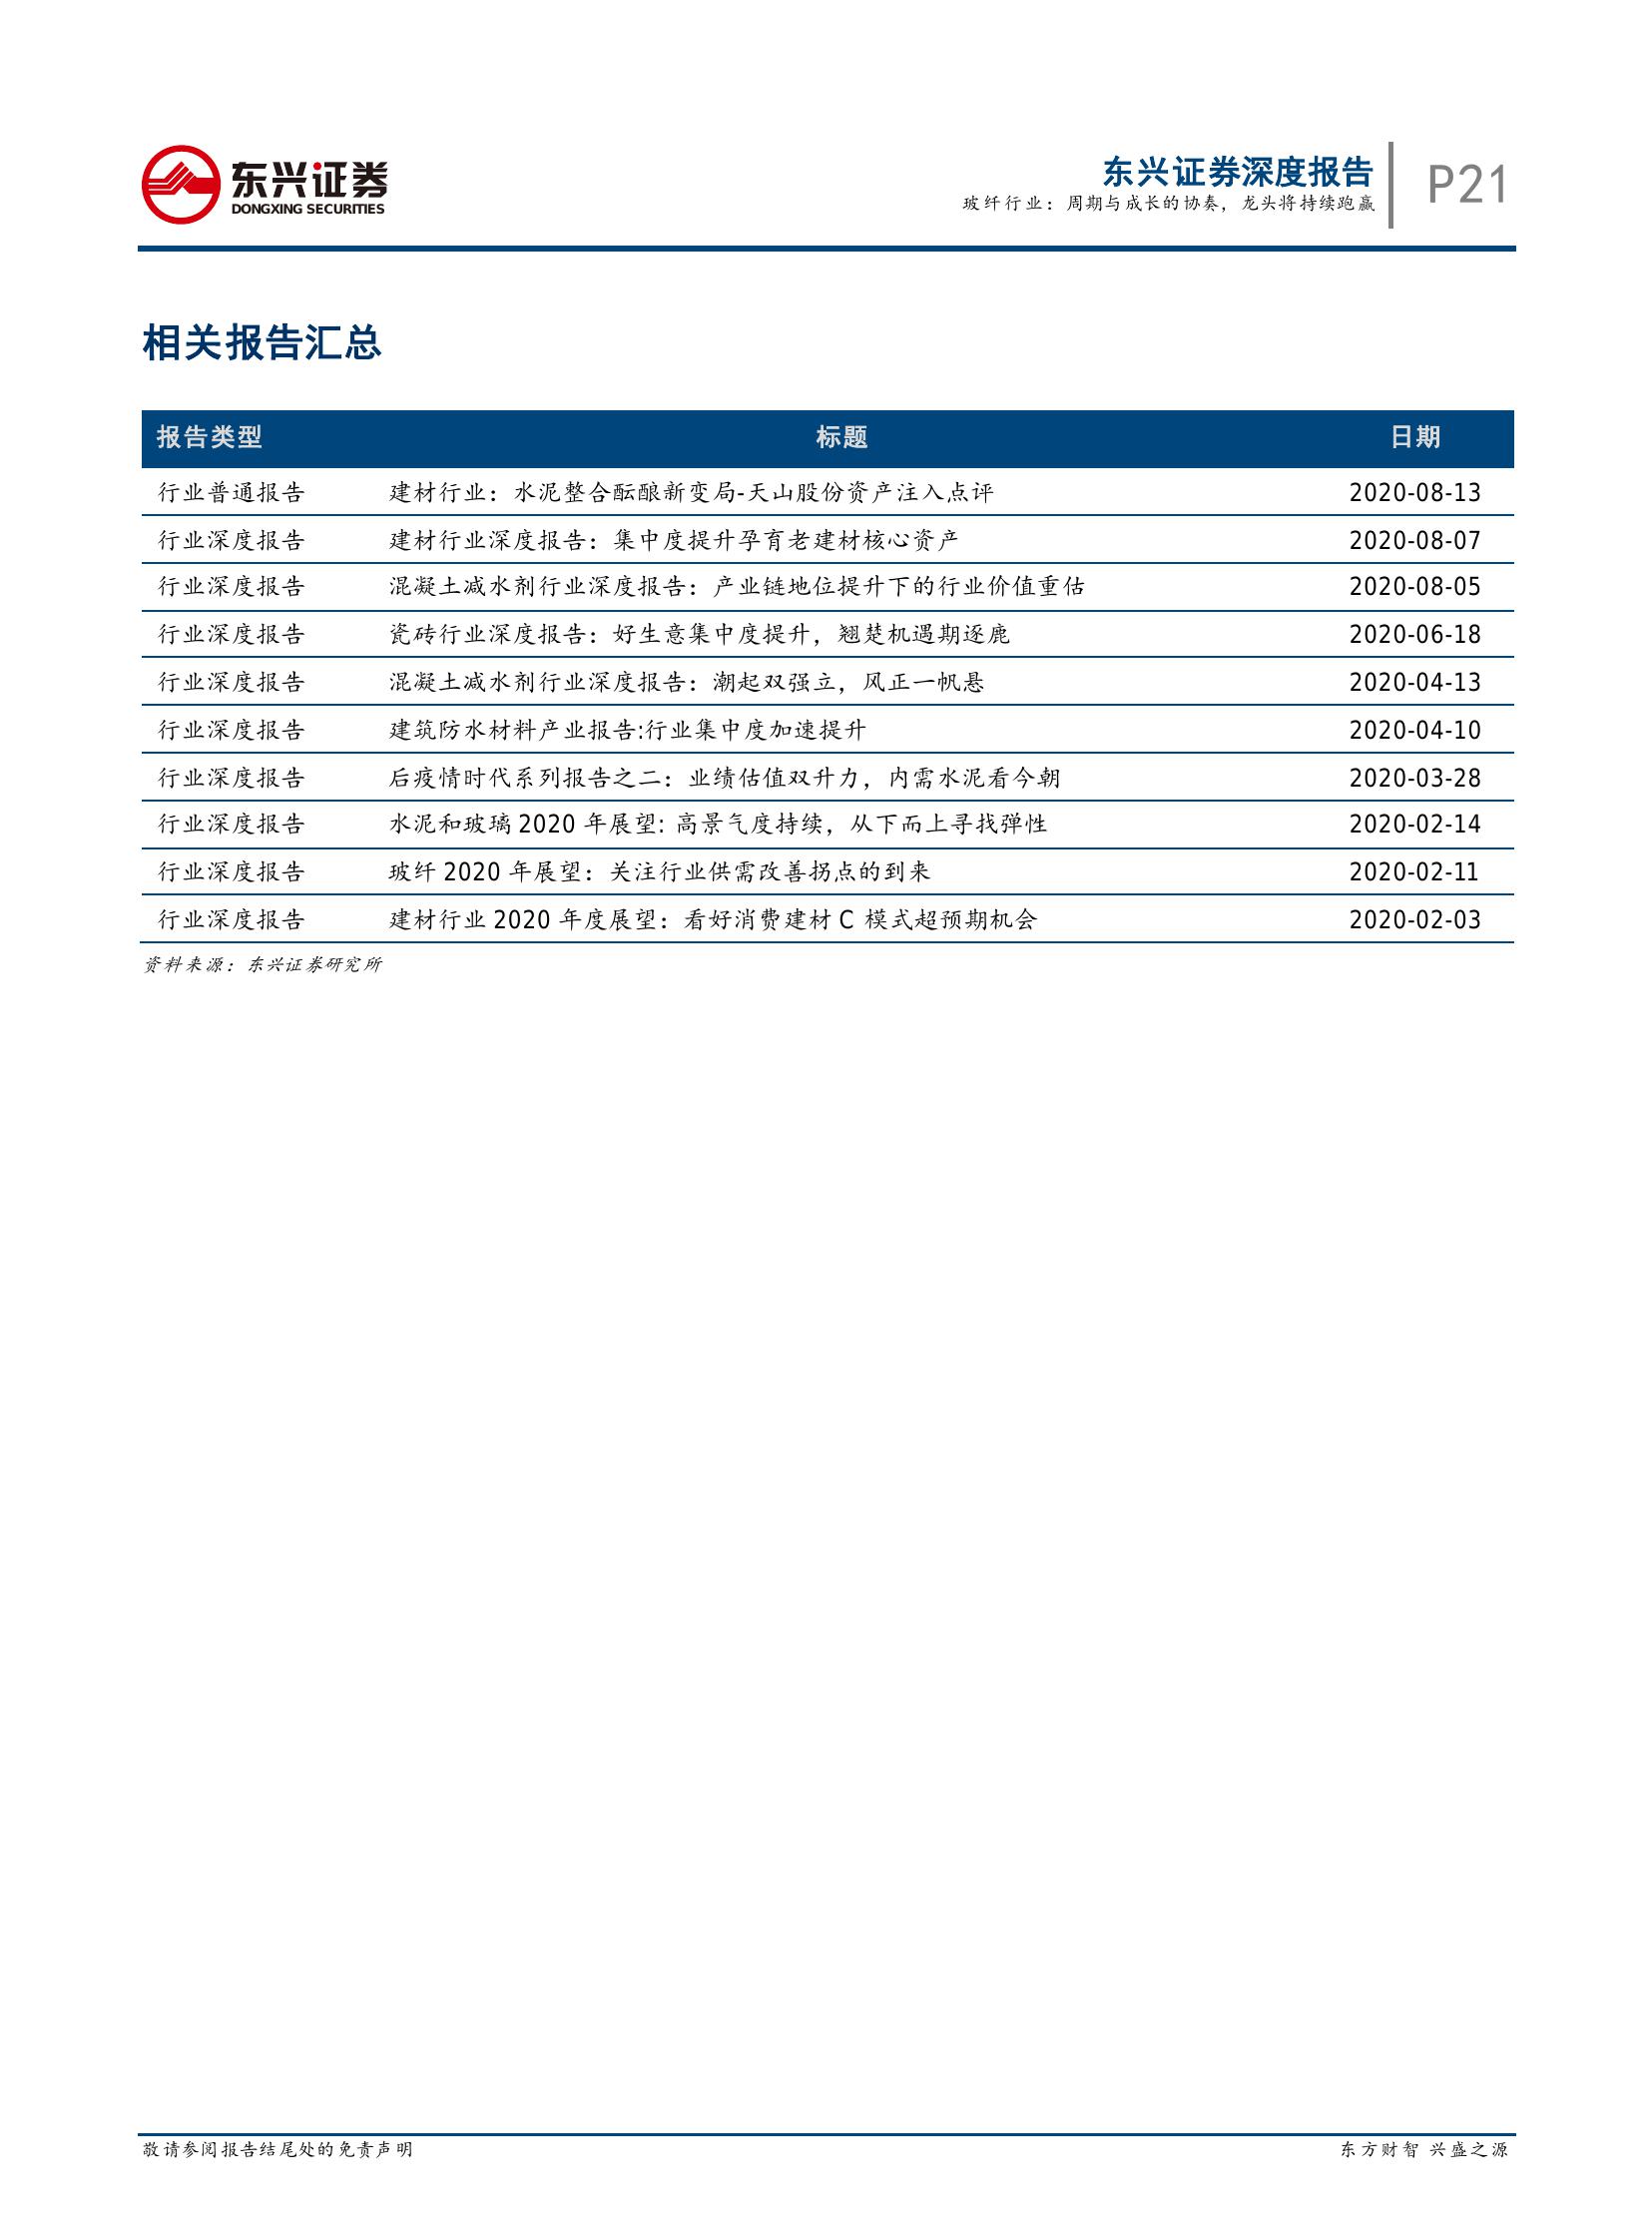 东兴证券
DONGXING SECURITIES
东兴证券深度报告
玻纤行业：周期与成长的协奏，龙头将持续跑赢
P21
相关报告汇总
报告类型 标题 日期
行业普通报告 建材行业：水泥整合酝酿新变局-天山股份资产注入点评 2020-08-13
行业深度报告 建材行业深度报告：集中度提升孕育老建材核心资产 2020-08-07
行业深度报告 混凝土减水剂行业深度报告：产业链地位提升下的行业价值重估 2020-08-05
行业深度报告 瓷砖行业深度报告：好生意集中度提升，翘楚机遇期逐鹿 2020-06-18
行业深度报告 混凝土减水剂行业深度报告：潮起双强立，风正一帆悬 2020-04-13
行业深度报告 建筑防水材料产业报告:行业集中度加速提升 2020-04-10
行业深度报告 后疫情时代系列报告之二：业绩估值双升力，内需水泥看今朝 2020-03-28
行业深度报告 水泥和玻璃 2020 年展望: 高景气度持续，从下而上寻找弹性 2020-02-14
行业深度报告 玻纤 2020 年展望：关注行业供需改善拐点的到来 2020-02-11
行业深度报告 建材行业 2020 年度展望：看好消费建材 C 模式超预期机会 2020-02-03
资料来源：东兴证券研究所
敬请参阅报告结尾处的免责声明
东方财智 兴盛之源